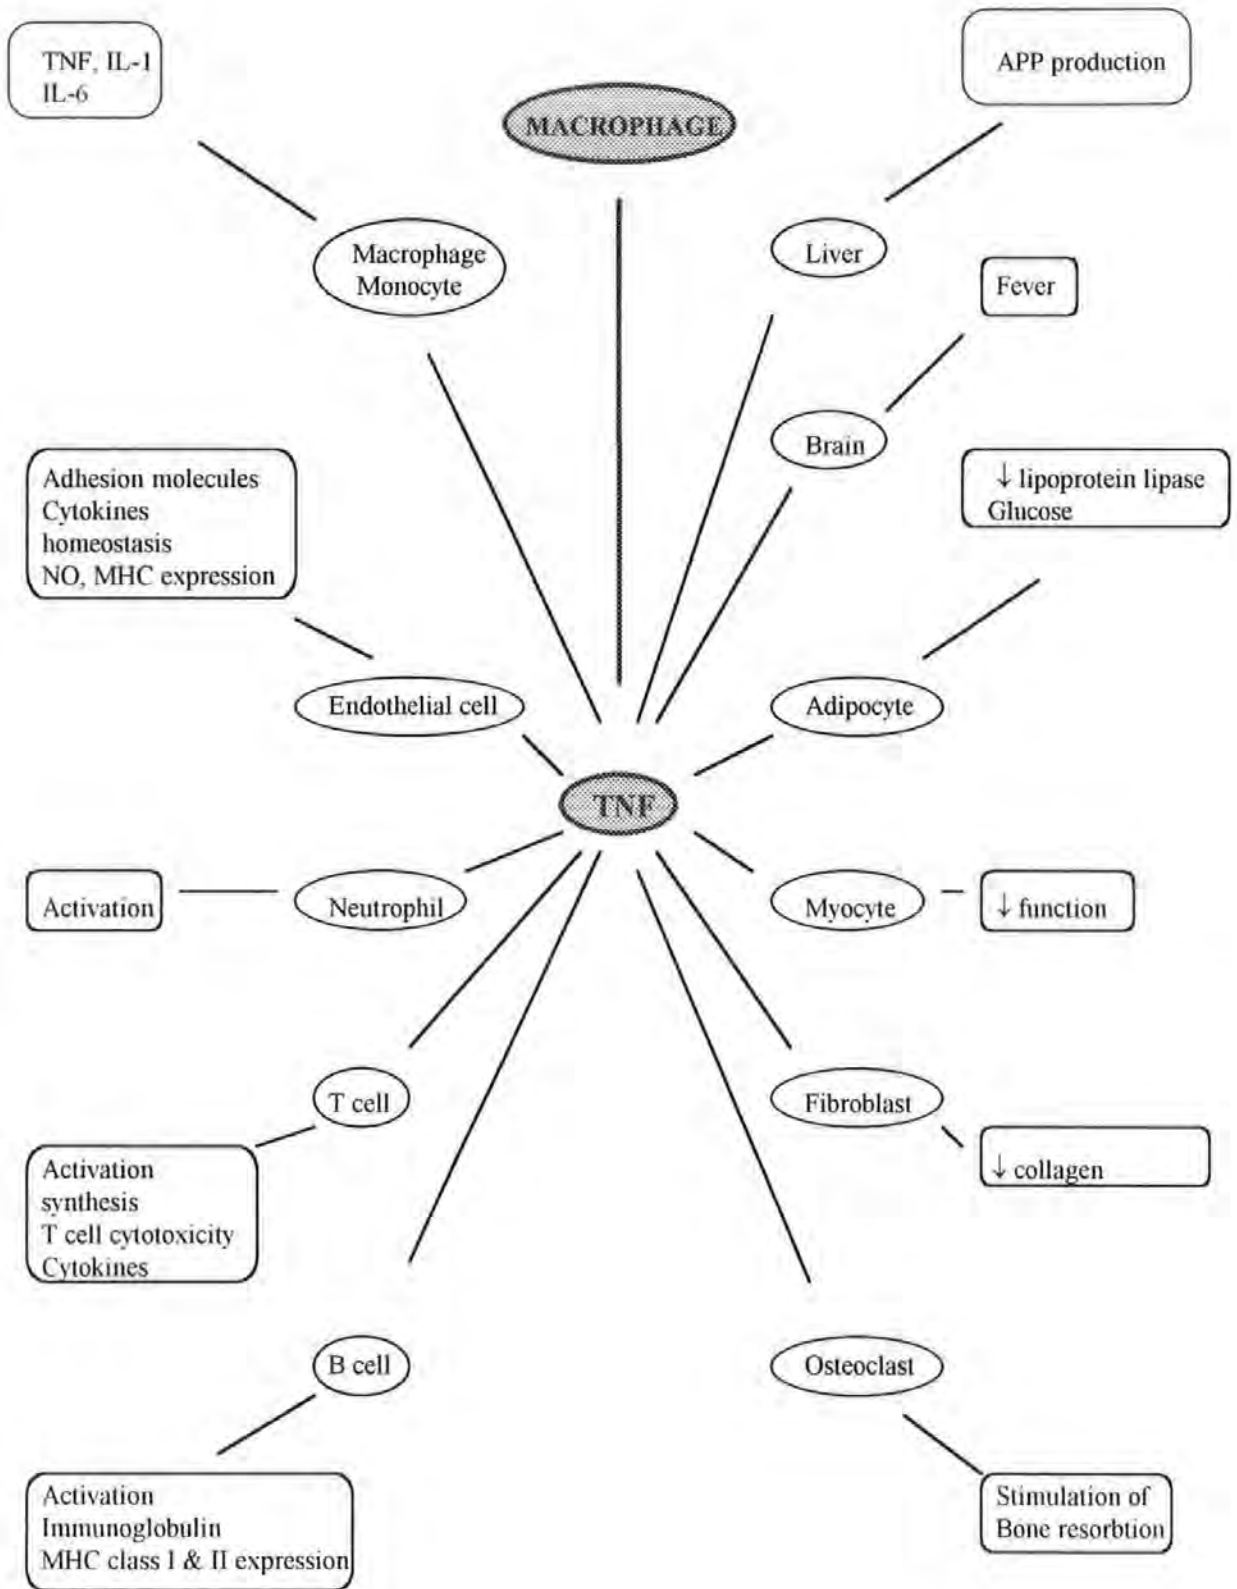 TNF, IL-1
IL-6
MACROPHAGE
APP production
Macrophage
Monocyte
Liver
Fever
Brain
Adhesion molecules
Cytokines
homeostasis
NO, MHC expression
↓ lipoprotein lipase
Glucose
Endothelial cell
Adipocyte
TNF
Activation
Neutrophil
Myocyte
↓ function
T cell
Fibroblast
Activation
synthesis
T cell cytotoxicity
Cytokines
↓ collagen
B cell
Osteoclast
Activation
Immunoglobulin
MHC class I & II expression
Stimulation of
Bone resorbtion